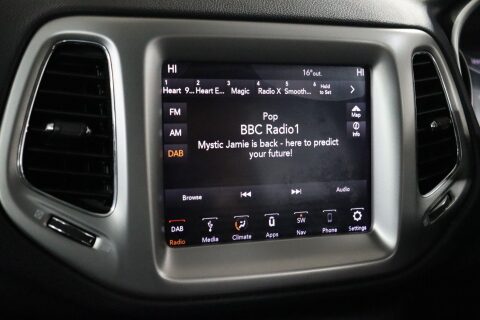 HI 16°out. HI
1 2 3 4 5 6
Heart 9... Heart E... Magic Radio X Smooth... Held to Set
FM
AM
DAB
Map
Info
Pop
BBC Radio1
Mystic Jamie is back - here to predict
your future!
Browse Audio
DAB SW
Radio Media Climate Apps Nav Phone Settings